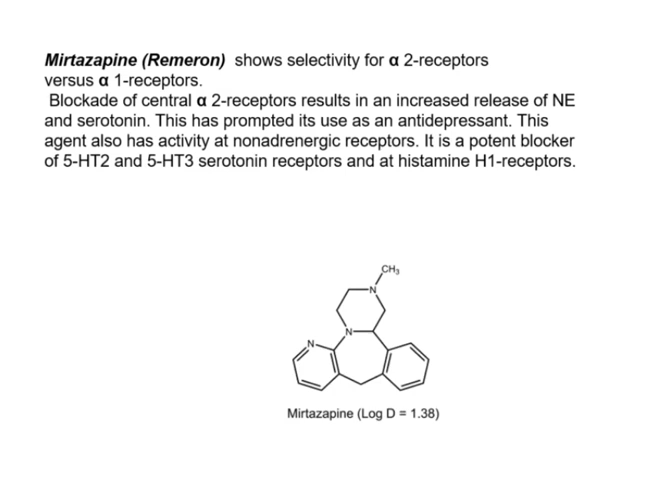 Mirtazapine (Remeron) shows selectivity for α 2-receptors
versus α 1-receptors.
Blockade of central α 2-receptors results in an increased release of NE
and serotonin. This has prompted its use as an antidepressant. This
agent also has activity at nonadrenergic receptors. It is a potent blocker
of 5-HT2 and 5-HT3 serotonin receptors and at histamine H1-receptors.
CH₃
N
N
N
Mirtazapine (Log D = 1.38)